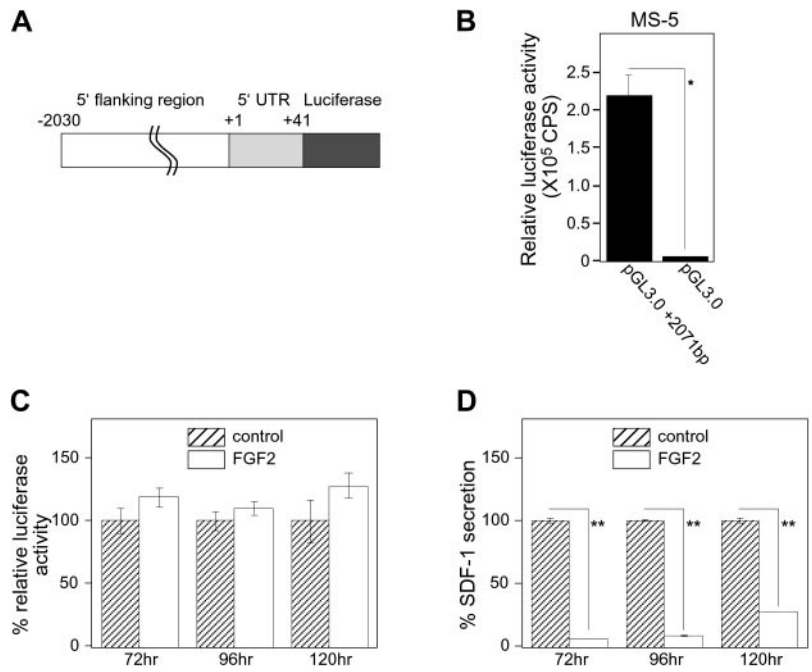 A
5' flanking region
5' UTR
Luciferase
-2030
+1
+41
B
MS-5
Relative luciferase activity
(X10⁵ CPS)
2.5
2.0
1.5
1.0
0.5
0
*
pGL3.0 +2071bp
pGL3.0
C
% relative luciferase
activity
150
100
50
0
control
FGF2
72hr
96hr
120hr
D
% SDF-1 secretion
150
100
50
0
control
FGF2
**
**
**
72hr
96hr
120hr